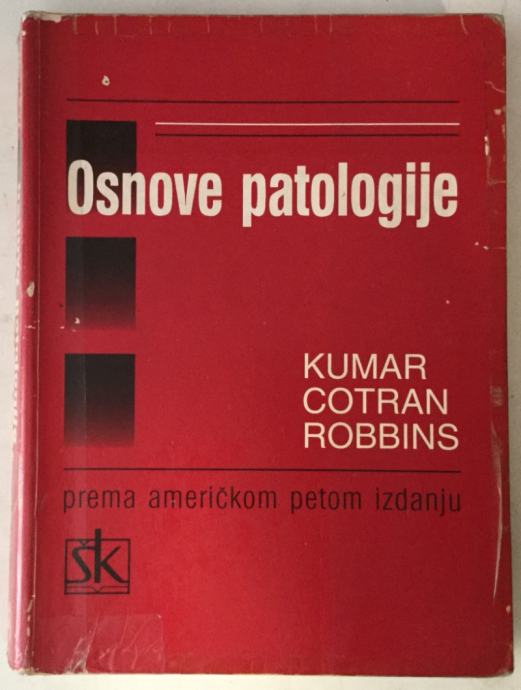 Osnove patologije
KUMAR
COTRAN
ROBBINS
prema američkom petom izdanju
šk